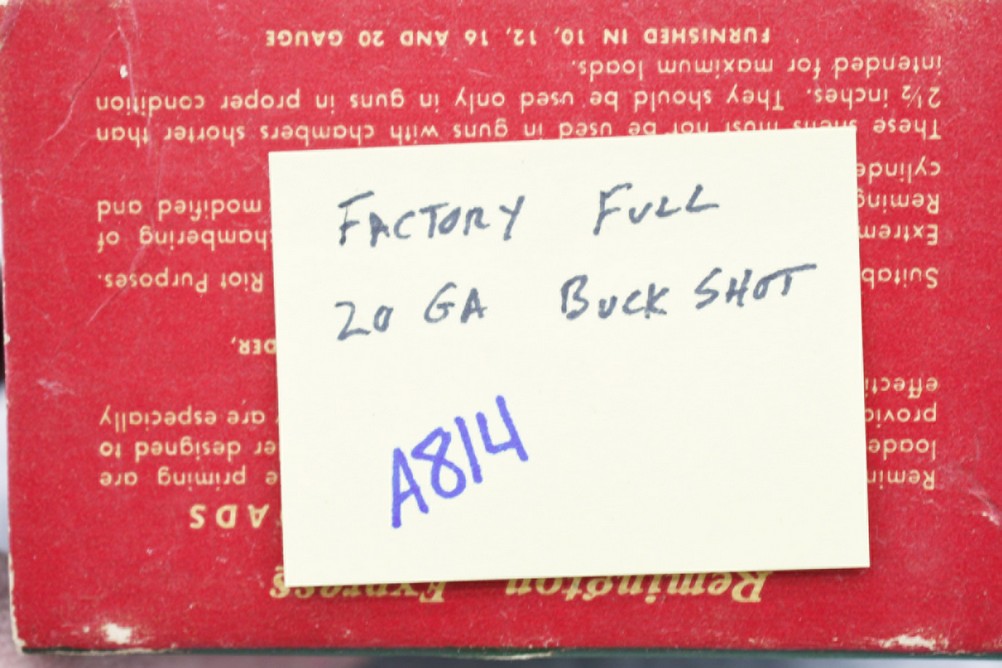 FACTORY FULL
20 GA BUCK SHOT
A814
Remington Express
priming are
designed to
are especially
Riot Purposes.
of
modified and
These shells must not be used in guns with chambers shorter than
2½ inches. They should be used only in guns in proper condition
intended for maximum loads.
FURNISHED IN 10, 12, 16 AND 20 GAUGE